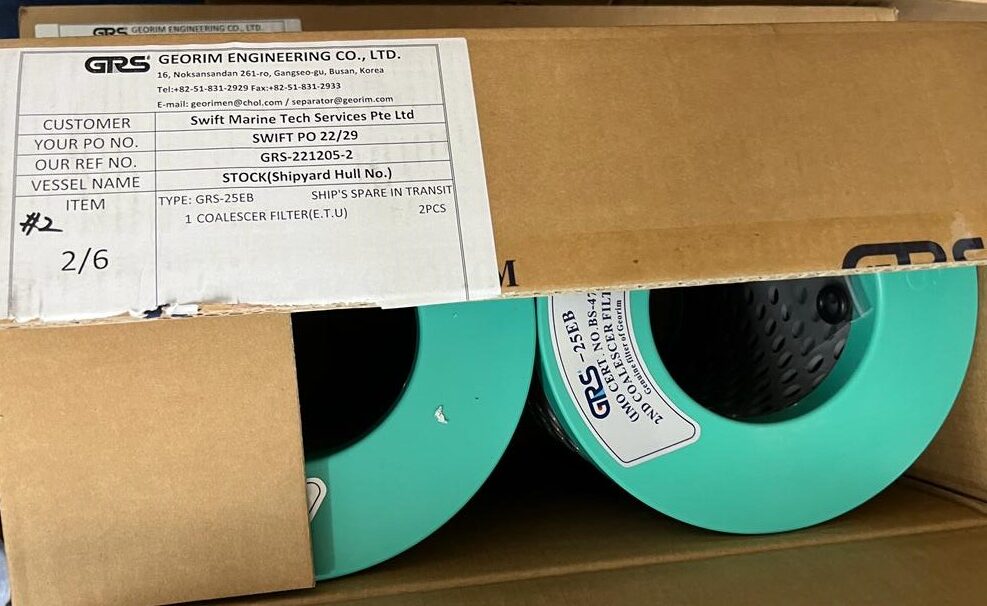 GRS GEORIM ENGINEERING CO., LTD.
GRS GEORIM ENGINEERING CO., LTD.
16, Noksansandan 261-ro, Gangseo-gu, Busan, Korea
Tel:+82-51-831-2929 Fax:+82-51-831-2933
E-mail: georimen@chol.com / separator@georim.com
CUSTOMER Swift Marine Tech Services Pte Ltd
YOUR PO NO. SWIFT PO 22/29
OUR REF NO. GRS-221205-2
VESSEL NAME STOCK(Shipyard Hull No.)
ITEM TYPE: GRS-25EB SHIP'S SPARE IN TRANSIT
1 COALESCER FILTER(E.T.U) 2PCS
#2
2/6
GRS
M
GRS -25EB
(IMO CERT. NO.BS-47
2ND COALESCER FILT
Genuine filter of Georim